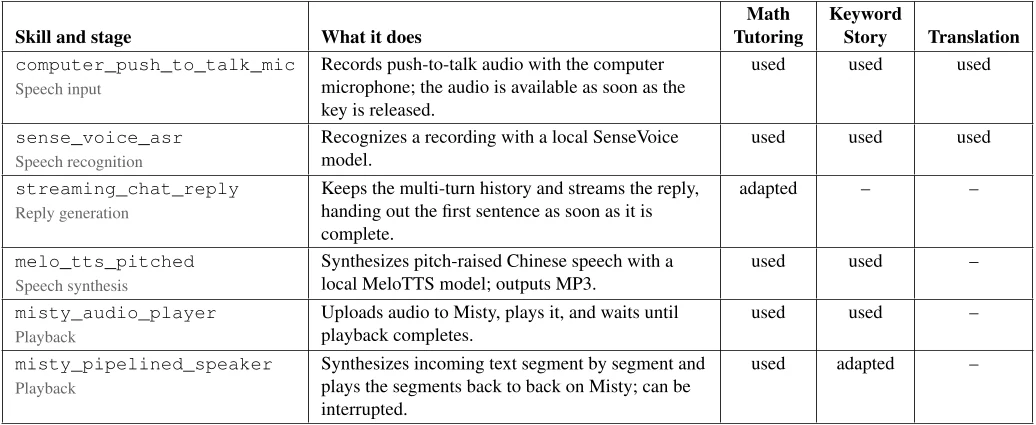 Skill and stage What it does Math Tutoring Keyword Story Translation
computer_push_to_talk_mic Records push-to-talk audio with the computer used used used
Speech input microphone; the audio is available as soon as the
key is released.
sense_voice_asr Recognizes a recording with a local SenseVoice used used used
Speech recognition model.
streaming_chat_reply Keeps the multi-turn history and streams the reply, adapted – –
Reply generation handing out the first sentence as soon as it is
complete.
melo_tts_pitched Synthesizes pitch-raised Chinese speech with a used used –
Speech synthesis local MeloTTS model; outputs MP3.
misty_audio_player Uploads audio to Misty, plays it, and waits until used used –
Playback playback completes.
misty_pipelined_speaker Synthesizes incoming text segment by segment and used adapted –
Playback plays the segments back to back on Misty; can be
interrupted.